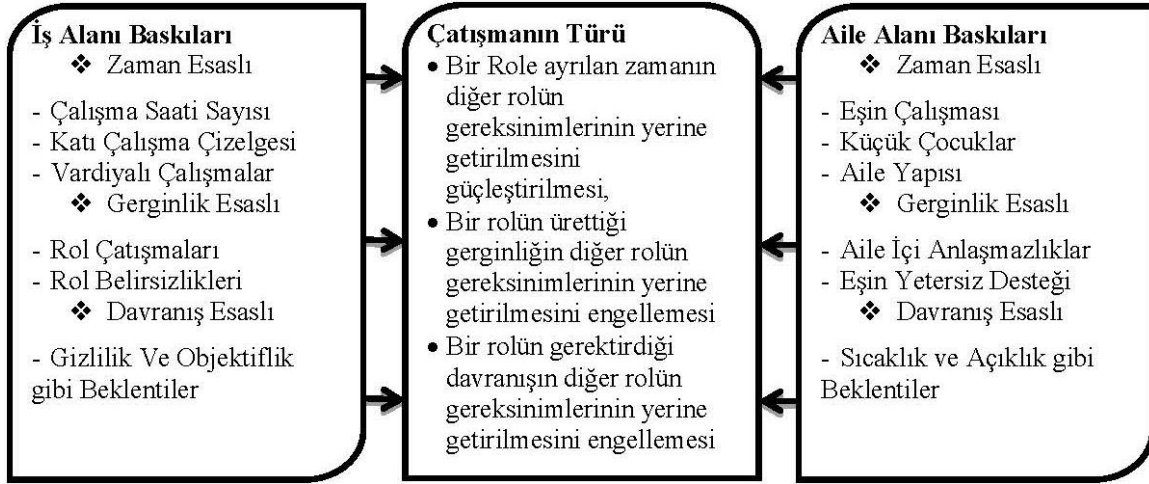 İş Alanı Baskıları
❖ Zaman Esaslı
- Çalışma Saati Sayısı
- Katı Çalışma Çizelgesi
- Vardiyalı Çalışmalar
❖ Gerginlik Esaslı
- Rol Çatışmaları
- Rol Belirsizlikleri
❖ Davranış Esaslı
- Gizlilik Ve Objektiflik
gibi Beklentiler
Çatışmanın Türü
• Bir Role ayrılan zamanın
diğer rolün
gereksinimlerinin yerine
getirilmesini
güçleştirilmesi,
• Bir rolün ürettiği
gerginliğin diğer rolün
gereksinimlerinin yerine
getirilmesini engellemesi
• Bir rolün gerektirdiği
davranışın diğer rolün
gereksinimlerinin yerine
getirilmesini engellemesi
Aile Alanı Baskıları
❖ Zaman Esaslı
- Eşin Çalışması
- Küçük Çocuklar
- Aile Yapısı
❖ Gerginlik Esaslı
- Aile İçi Anlaşmazlıklar
- Eşin Yetersiz Desteği
❖ Davranış Esaslı
- Sıcaklık ve Açıklık gibi
Beklentiler